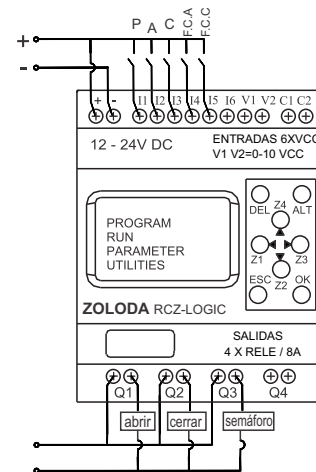 P A C F.C.A F.C.C
+
-
+ - I1 I2 I3 I4 I5 I6 V1 V2 C1 C2
12 - 24V DC
ENTRADAS 6XVCC
V1 V2=0-10 VCC
PROGRAM
RUN
PARAMETER
UTILITIES
DEL Z4 ALT
Z1 Z3
ESC Z2 OK
ZOLODA RCZ-LOGIC
SALIDAS
4 X RELE / 8A
Q1 Q2 Q3 Q4
abrir cerrar semáforo